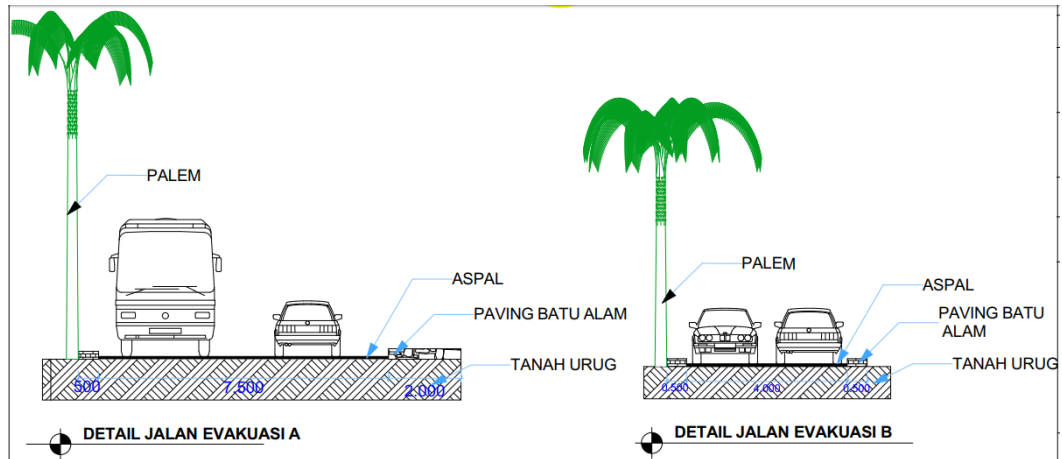 PALEM
ASPAL
PAVING BATU ALAM
TANAH URUG
500
7.500
2.000
DETAIL JALAN EVAKUASI A
PALEM
ASPAL
PAVING BATU
ALAM
TANAH URUG
0.500
4.000
0.500
DETAIL JALAN EVAKUASI B